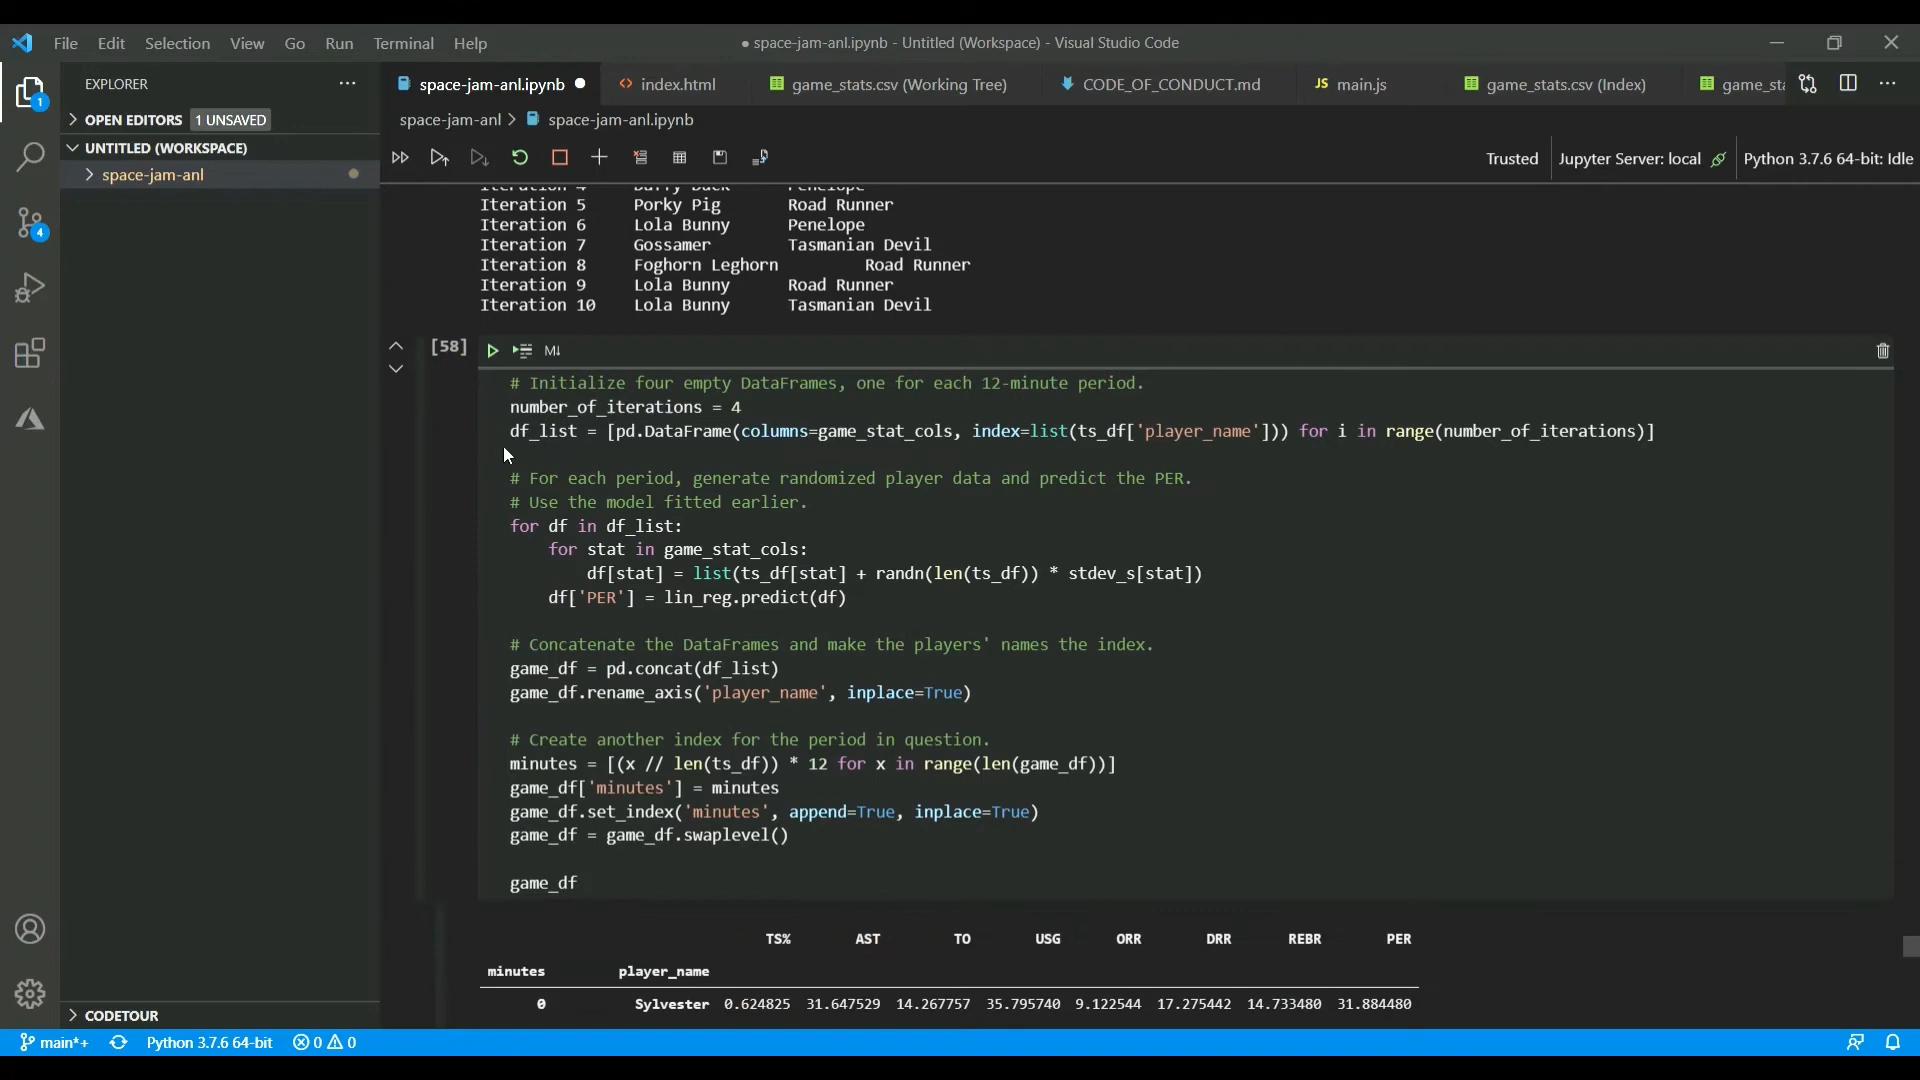 File Edit Selection View Go Run Terminal Help
● space-jam-anl.ipynb - Untitled (Workspace) - Visual Studio Code
EXPLORER
OPEN EDITORS 1 UNSAVED
UNTITLED (WORKSPACE)
space-jam-anl
CODETOUR
1
4
space-jam-anl.ipynb index.html game_stats.csv (Working Tree) CODE_OF_CONDUCT.md JS main.js game_stats.csv (Index) game_sta
space-jam-anl > space-jam-anl.ipynb
Trusted Jupyter Server: local Python 3.7.6 64-bit: Idle
Iteration 4 Daffy Duck Penelope
Iteration 5 Porky Pig Road Runner
Iteration 6 Lola Bunny Penelope
Iteration 7 Gossamer Tasmanian Devil
Iteration 8 Foghorn Leghorn Road Runner
Iteration 9 Lola Bunny Road Runner
Iteration 10 Lola Bunny Tasmanian Devil
[58] M↓
# Initialize four empty DataFrames, one for each 12-minute period.
number_of_iterations = 4
df_list = [pd.DataFrame(columns=game_stat_cols, index=list(ts_df['player_name'])) for i in range(number_of_iterations)]
# For each period, generate randomized player data and predict the PER.
# Use the model fitted earlier.
for df in df_list:
for stat in game_stat_cols:
df[stat] = list(ts_df[stat] + randn(len(ts_df)) * stdev_s[stat])
df['PER'] = lin_reg.predict(df)
# Concatenate the DataFrames and make the players' names the index.
game_df = pd.concat(df_list)
game_df.rename_axis('player_name', inplace=True)
# Create another index for the period in question.
minutes = [(x // len(ts_df)) * 12 for x in range(len(game_df))]
game_df['minutes'] = minutes
game_df.set_index('minutes', append=True, inplace=True)
game_df = game_df.swaplevel()
game_df
TS% AST TO USG ORR DRR REBR PER
minutes player_name
0 Sylvester 0.624825 31.647529 14.267757 35.795740 9.122544 17.275442 14.733480 31.884480
main*+ Python 3.7.6 64-bit 0 0